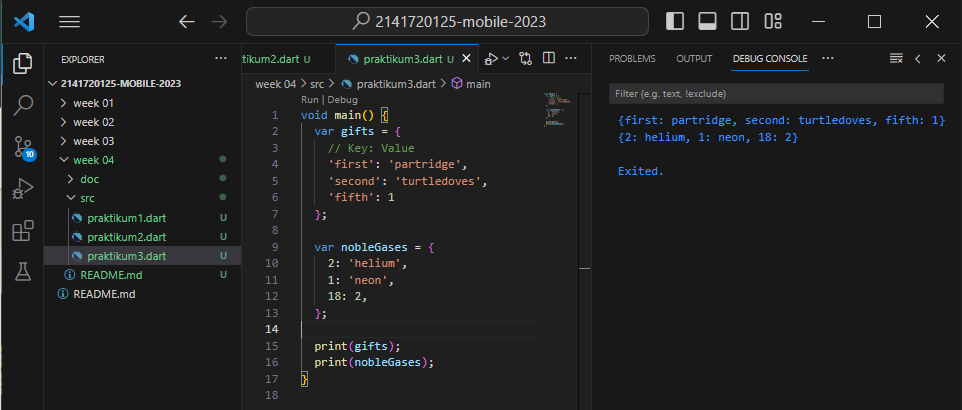 2141720125-mobile-2023
EXPLORER
2141720125-MOBILE-2023
week 01
week 02
week 03
week 04
doc
src
praktikum1.dart U
praktikum2.dart U
praktikum3.dart U
README.md U
README.md
10
tikum2.dart U
praktikum3.dart U
week 04 > src > praktikum3.dart > main
Run | Debug
1 void main() {
2 var gifts = {
3 // Key: Value
4 'first': 'partridge',
5 'second': 'turtledoves',
6 'fifth': 1
7 };
8
9 var nobleGases = {
10 2: 'helium',
11 1: 'neon',
12 18: 2,
13 };
14
15 print(gifts);
16 print(nobleGases);
17 }
18
PROBLEMS OUTPUT DEBUG CONSOLE
Filter (e.g. text, !exclude)
{first: partridge, second: turtledoves, fifth: 1}
{2: helium, 1: neon, 18: 2}
Exited.